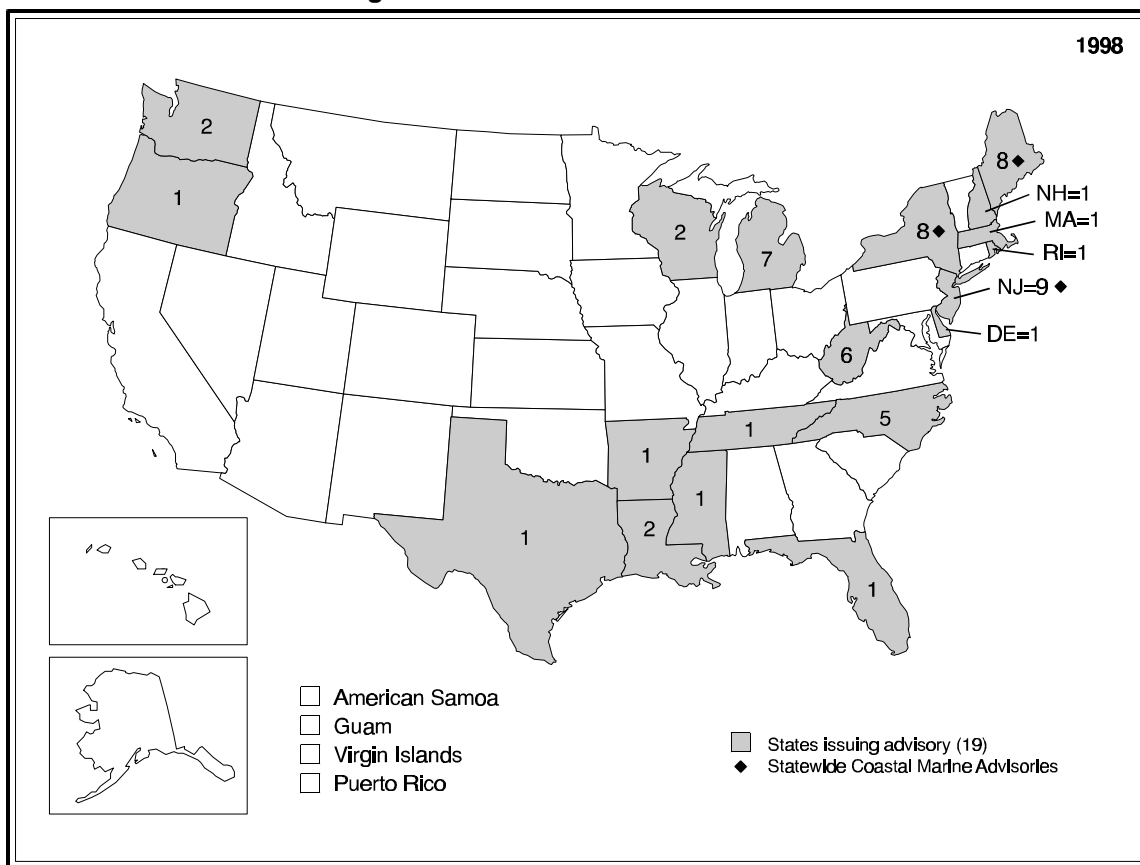 1998
2
1
2
7
8 ◆
8 ◆
NH=1
MA=1
RI=1
NJ=9 ◆
DE=1
6
5
1
1
1
2
1
1
American Samoa
Guam
Virgin Islands
Puerto Rico
States issuing advisory (19)
◆ Statewide Coastal Marine Advisories